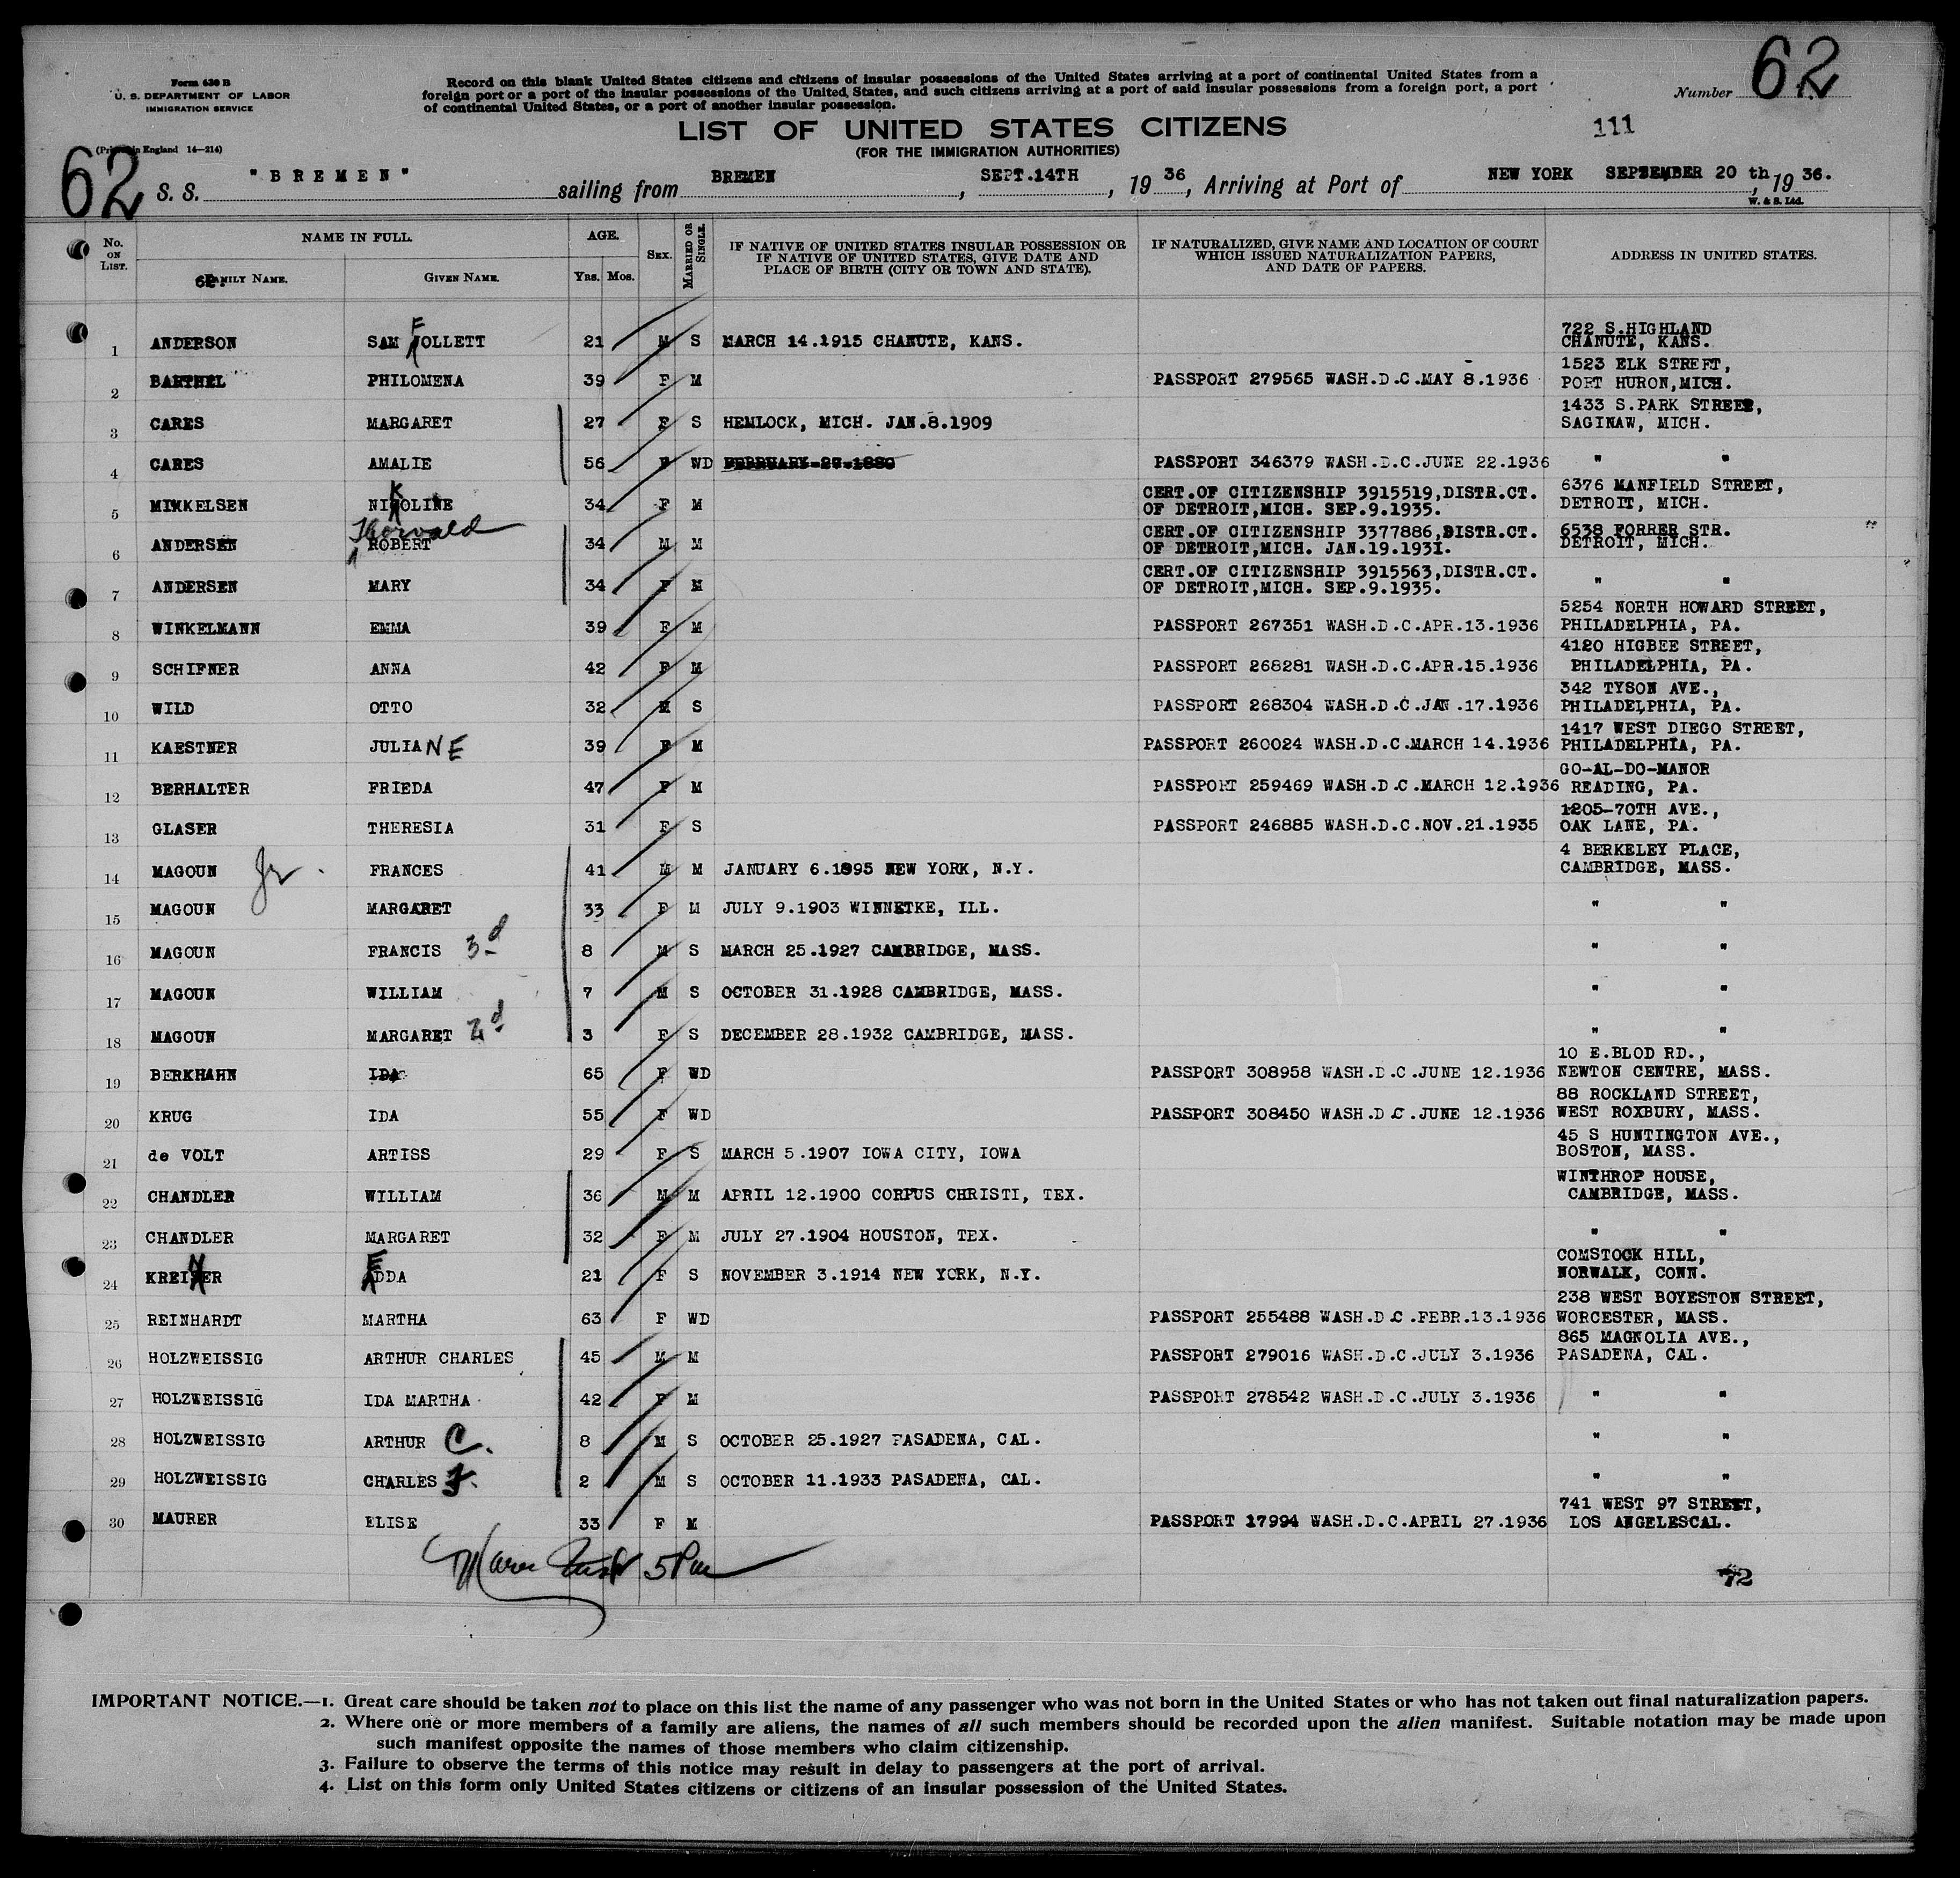 62
Form 630 B
U. S. DEPARTMENT OF LABOR
IMMIGRATION SERVICE
(Printed in England 14—214)
Record on this blank United States citizens and citizens of insular possessions of the United States arriving at a port of continental United States from a
foreign port or a port of the insular possessions of the United States, and such citizens arriving at a port of said insular possessions from a foreign port, a port
of continental United States, or a port of another insular possession.
Number 62
LIST OF UNITED STATES CITIZENS
111
(FOR THE IMMIGRATION AUTHORITIES)
S. S. "BREMEN" sailing from BREMEN, SEPT.14TH, 1936, Arriving at Port of NEW YORK SEPTEMBER 20 th, 1936.
W. & S. Ltd.
No. ON LIST. NAME IN FULL. FAMILY NAME. GIVEN NAME. AGE. Yrs. Mos. SEX. MARRIED OR SINGLE. IF NATIVE OF UNITED STATES INSULAR POSSESSION OR IF NATIVE OF UNITED STATES, GIVE DATE AND PLACE OF BIRTH (CITY OR TOWN AND STATE). IF NATURALIZED, GIVE NAME AND LOCATION OF COURT WHICH ISSUED NATURALIZATION PAPERS, AND DATE OF PAPERS. ADDRESS IN UNITED STATES.
62.
1 ANDERSON SAM FOLLETT 21 M S MARCH 14.1915 CHANUTE, KANS. 722 S.HIGHLAND CHANUTE, KANS.
2 BARTHEL PHILOMENA 39 F M PASSPORT 279565 WASH.D.C.MAY 8.1936 1523 ELK STREET, PORT HURON,MICH.
3 CARES MARGARET 27 F S HEMLOCK, MICH. JAN.8.1909 1433 S.PARK STREET, SAGINAW, MICH.
4 CARES AMALIE 56 F WD FEBRUARY 27.1880 PASSPORT 346379 WASH.D.C.JUNE 22.1936 " "
5 MIKKELSEN NIKOLINE 34 F M CERT.OF CITIZENSHIP 3915519,DISTR.CT. OF DETROIT,MICH. SEP.9.1935. 6376 MANFIELD STREET, DETROIT, MICH.
6 ANDERSEN Thorvald ROBERT 34 M M CERT.OF CITIZENSHIP 3377886,DISTR.CT. OF DETROIT,MICH. JAN.19.1931. 6538 FORRER STR. DETROIT, MICH.
7 ANDERSEN MARY 34 F M CERT.OF CITIZENSHIP 3915563,DISTR.CT. OF DETROIT,MICH. SEP.9.1935. " "
8 WINKELMANN EMMA 39 F M PASSPORT 267351 WASH.D.C.APR.13.1936 5254 NORTH HOWARD STREET, PHILADELPHIA, PA.
9 SCHIFNER ANNA 42 F M PASSPORT 268281 WASH.D.C.APR.15.1936 4120 HIGBEE STREET, PHILADELPHIA, PA.
10 WILD OTTO 32 M S PASSPORT 268304 WASH.D.C.JAN.17.1936 342 TYSON AVE., PHILADELPHIA, PA.
11 KAESTNER JULIANE 39 F M PASSPORT 260024 WASH.D.C.MARCH 14.1936 1417 WEST DIEGO STREET, PHILADELPHIA, PA.
12 BERHALTER FRIEDA 47 F M PASSPORT 259469 WASH.D.C.MARCH 12.1936 GO-AL-DO-MANOR READING, PA.
13 GLASER THERESIA 31 F S PASSPORT 246885 WASH.D.C.NOV.21.1935 1205-70TH AVE., OAK LANE, PA.
14 MAGOUN Jr. FRANCES 41 M M JANUARY 6.1895 NEW YORK, N.Y. 4 BERKELEY PLACE, CAMBRIDGE, MASS.
15 MAGOUN MARGARET 33 F M JULY 9.1903 WINNETKE, ILL. " "
16 MAGOUN FRANCIS 3d 8 M S MARCH 25.1927 CAMBRIDGE, MASS. " "
17 MAGOUN WILLIAM 7 M S OCTOBER 31.1928 CAMBRIDGE, MASS. " "
18 MAGOUN MARGARET 2d 3 F S DECEMBER 28.1932 CAMBRIDGE, MASS. " "
19 BERKHAHN IDA 65 F WD PASSPORT 308958 WASH.D.C.JUNE 12.1936 10 E.BLOD RD., NEWTON CENTRE, MASS.
20 KRUG IDA 55 F WD PASSPORT 308450 WASH.D.C.JUNE 12.1936 88 ROCKLAND STREET, WEST ROXBURY, MASS.
21 de VOLT ARTISS 29 F S MARCH 5.1907 IOWA CITY, IOWA 45 S HUNTINGTON AVE., BOSTON, MASS.
22 CHANDLER WILLIAM 36 M M APRIL 12.1900 CORPUS CHRISTI, TEX. WINTHROP HOUSE, CAMBRIDGE, MASS.
23 CHANDLER MARGARET 32 F M JULY 27.1904 HOUSTON, TEX. " "
24 EDDA 21 F S NOVEMBER 3.1914 NEW YORK, N.Y. COMSTOCK HILL, NORWALK, CONN.
25 REINHARDT MARTHA 63 F WD PASSPORT 255488 WASH.D.C.FEBR.13.1936 238 WEST BOYESTON STREET, WORCESTER, MASS.
26 HOLZWEISSIG ARTHUR CHARLES 45 M M PASSPORT 279016 WASH.D.C.JULY 3.1936 865 MAGNOLIA AVE., PASADENA, CAL.
27 HOLZWEISSIG IDA MARTHA 42 F M PASSPORT 278542 WASH.D.C.JULY 3.1936 " "
28 HOLZWEISSIG ARTHUR C. 8 M S OCTOBER 25.1927 PASADENA, CAL. " "
29 HOLZWEISSIG CHARLES 2 M S OCTOBER 11.1933 PASADENA, CAL. " "
30 MAURER ELISE 33 F M PASSPORT 17994 WASH.D.C.APRIL 27.1936 741 WEST 97 STREET, LOS ANGELESCAL.
72
IMPORTANT NOTICE.—1. Great care should be taken not to place on this list the name of any passenger who was not born in the United States or who has not taken out final naturalization papers.
2. Where one or more members of a family are aliens, the names of all such members should be recorded upon the alien manifest. Suitable notation may be made upon
such manifest opposite the names of those members who claim citizenship.
3. Failure to observe the terms of this notice may result in delay to passengers at the port of arrival.
4. List on this form only United States citizens or citizens of an insular possession of the United States.